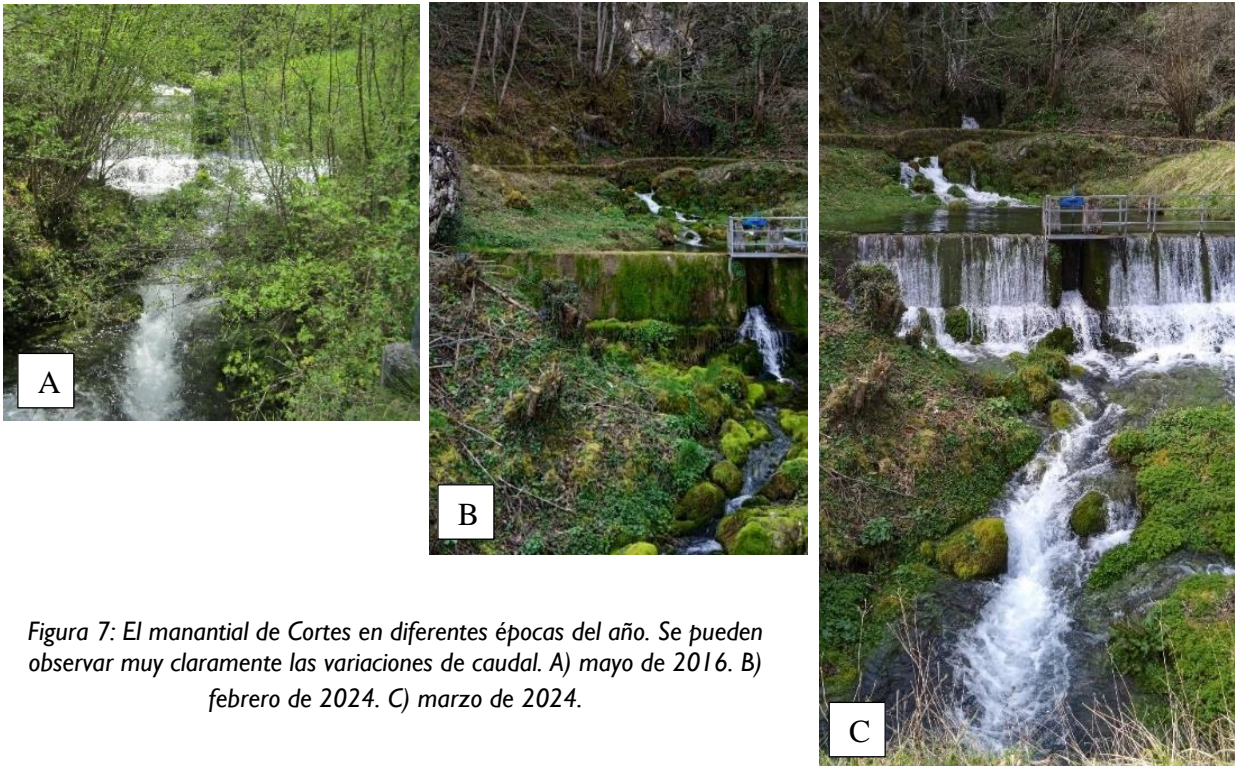 A
B
C
Figura 7: El manantial de Cortes en diferentes épocas del año. Se pueden
observar muy claramente las variaciones de caudal. A) mayo de 2016. B)
febrero de 2024. C) marzo de 2024.